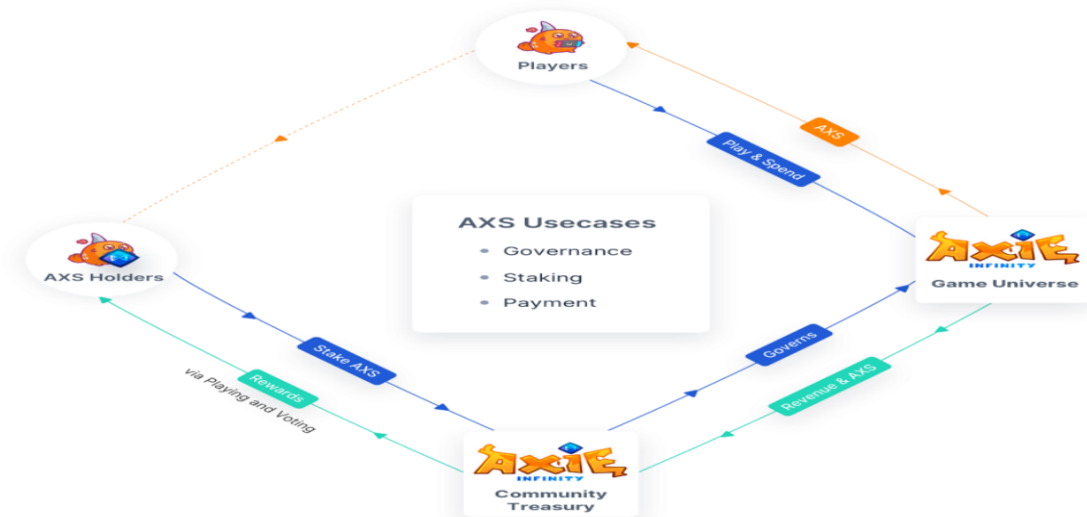 Players
AXS
Play & Spend
AXS Usecases
Governance
Staking
Payment
AXIE
INFINITY
Game Universe
AXS Holders
Stake AXS
Governs
Rewards
via Playing and Voting
Revenue & AXS
AXIE
INFINITY
Community
Treasury